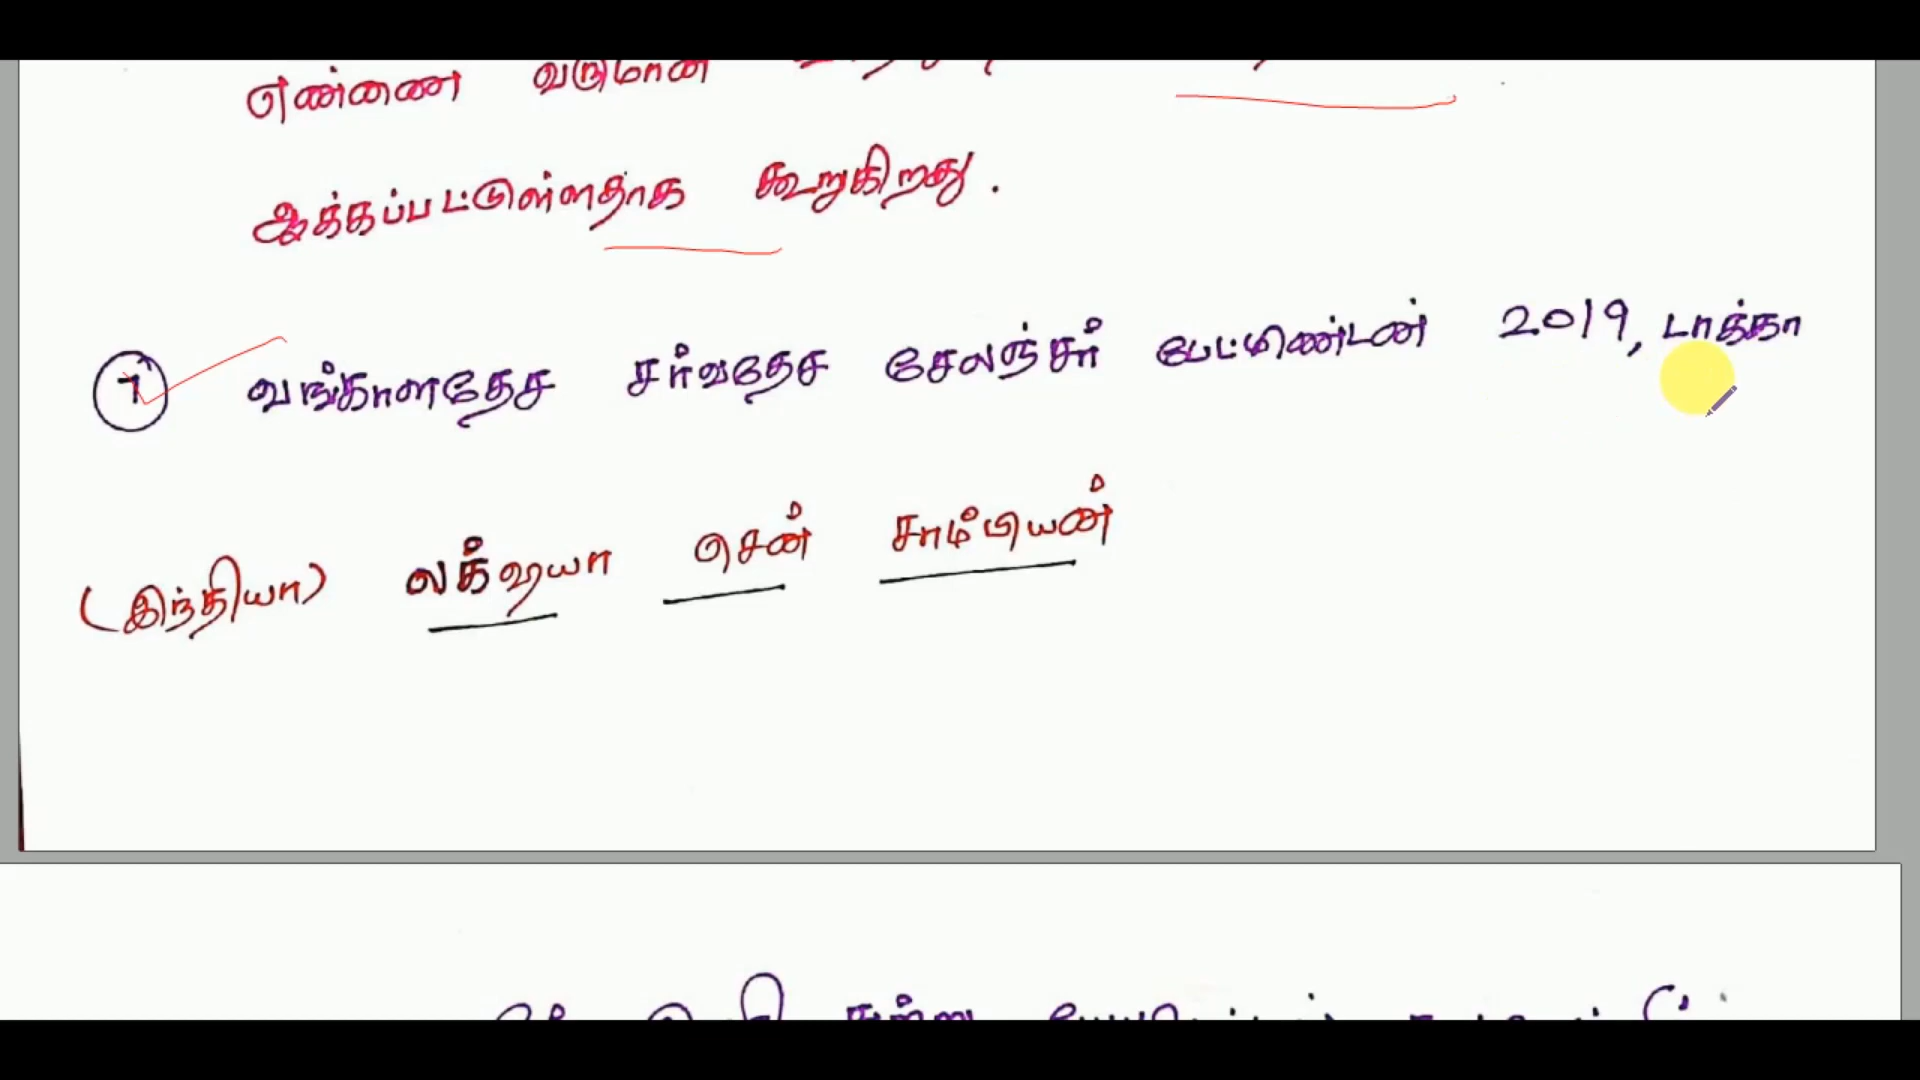 எண்ணை வருமான
ஆக்கப்பட்டுள்ளதாக கூறுகிறது.
7 வங்காளதேச சர்வதேச சேலஞ்சர் பேட்மிண்டன் 2019, டாக்கா
(இந்தியா) லக்ஷயா சென் சாம்பியன்